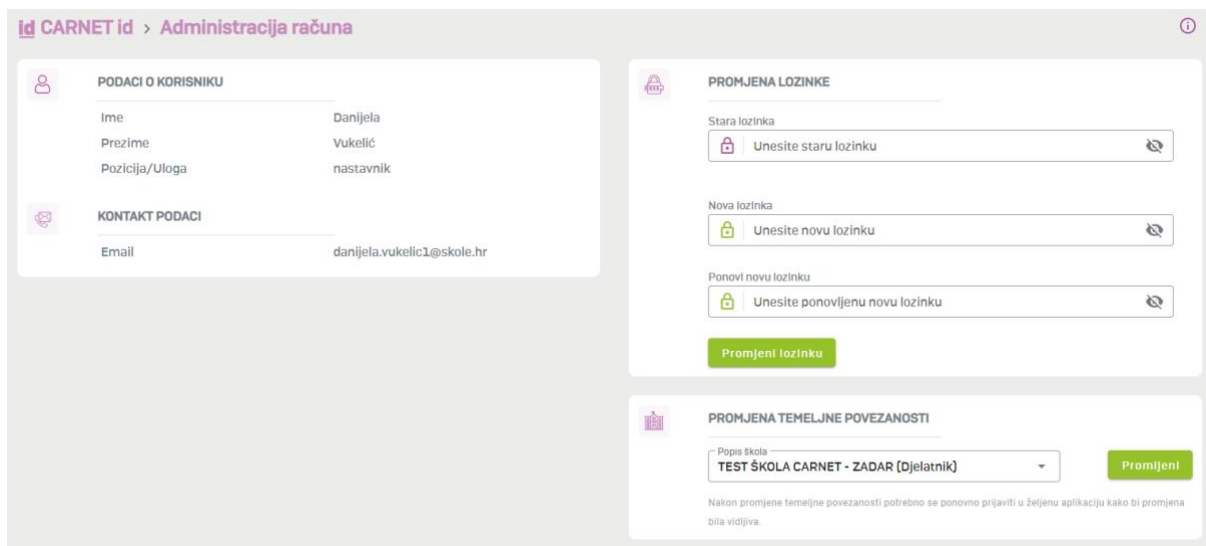 id CARNET id > Administracija računa
PODACI O KORISNIKU
Ime Danijela
Prezime Vukelić
Pozicija/Uloga nastavnik
KONTAKT PODACI
Email danijela.vukelic1@skole.hr
PROMJENA LOZINKE
Stara lozinka
Unesite staru lozinku
Nova lozinka
Unesite novu lozinku
Ponovi novu lozinku
Unesite ponovljenu novu lozinku
Promjeni lozinku
PROMJENA TEMELJNE POVEZANOSTI
Popis škola
TEST ŠKOLA CARNET - ZADAR (Djelatnik)
Promijeni
Nakon promjene temeljne povezanosti potrebno se ponovno prijaviti u željenu aplikaciju kako bi promjena
bila vidljiva.